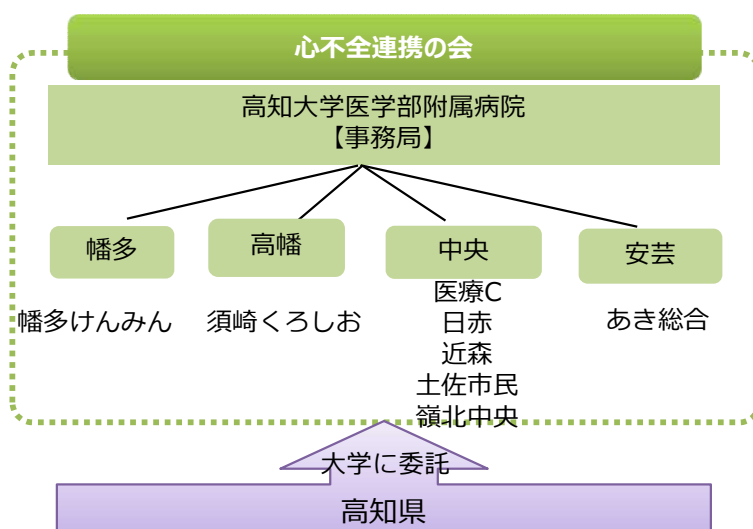 心不全連携の会
高知大学医学部附属病院
【事務局】
幡多
高幡
中央
安芸
幡多けんみん
須崎くろしお
医療C
日赤
近森
土佐市民
嶺北中央
あき総合
大学に委託
高知県